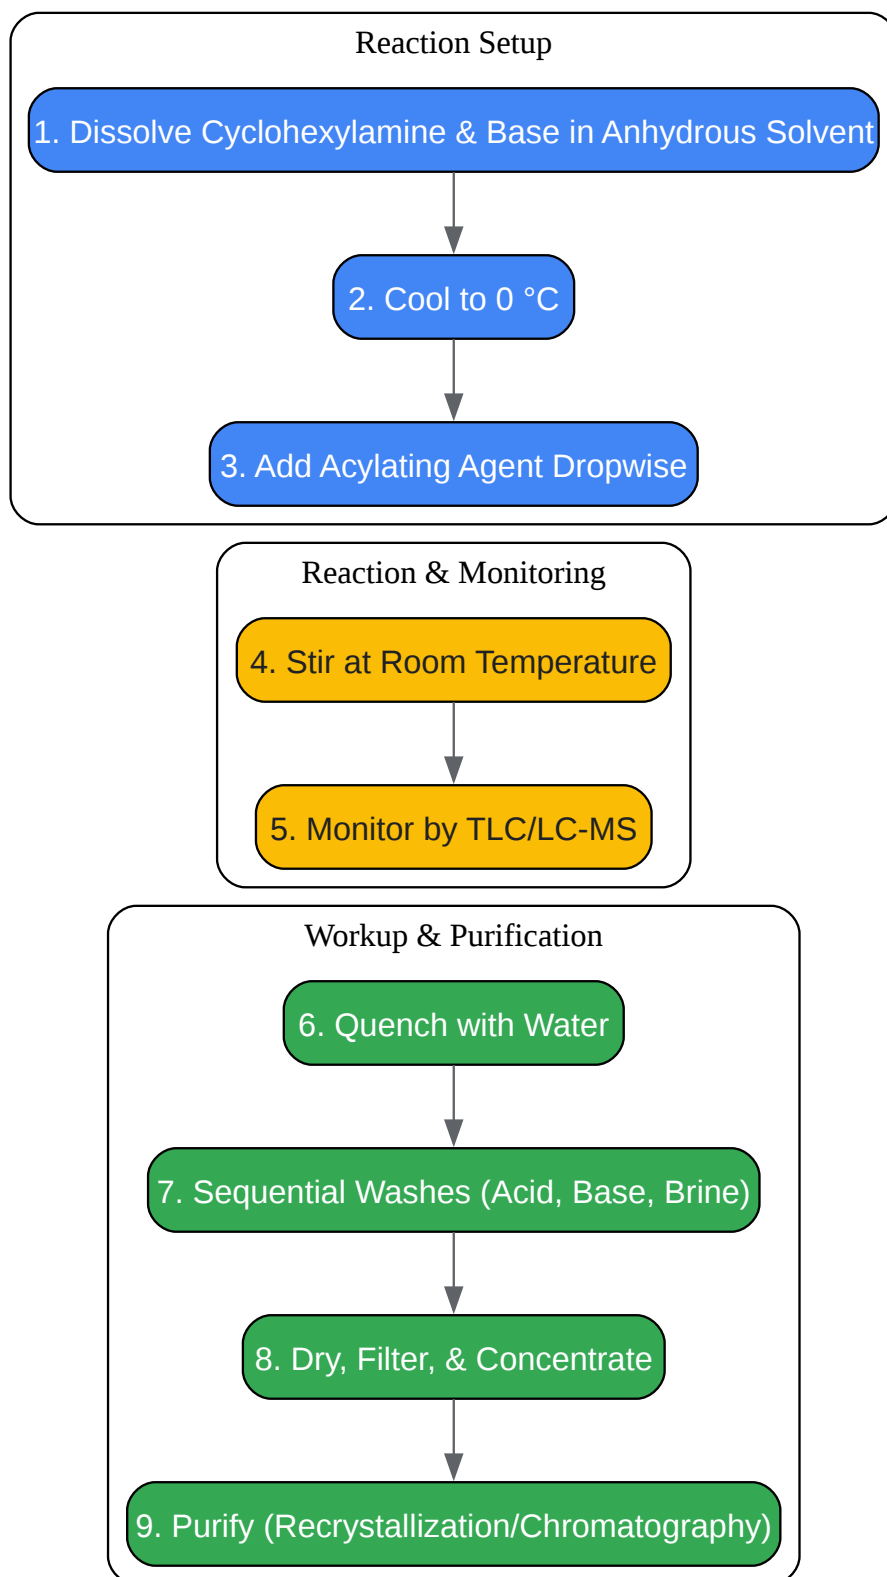 Reaction Setup
1. Dissolve Cyclohexylamine & Base in Anhydrous Solvent
2. Cool to 0 °C
3. Add Acylating Agent Dropwise
Reaction & Monitoring
4. Stir at Room Temperature
5. Monitor by TLC/LC-MS
Workup & Purification
6. Quench with Water
7. Sequential Washes (Acid, Base, Brine)
8. Dry, Filter, & Concentrate
9. Purify (Recrystallization/Chromatography)